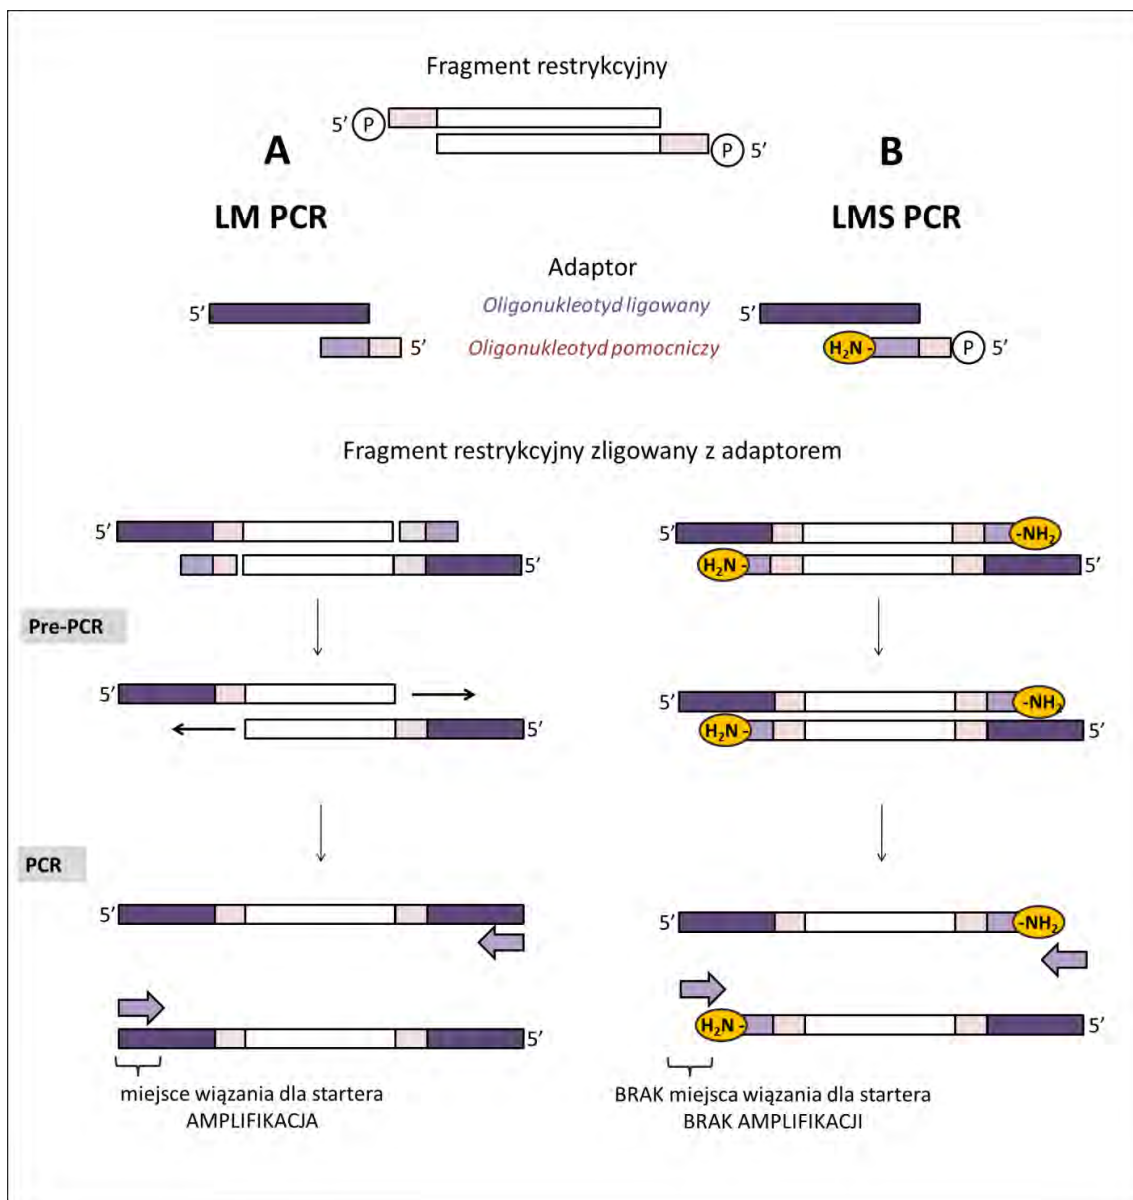 Fragment restrykcyjny
5’ P
P 5’
A B
LM PCR LMS PCR
Adaptor
5’ Oligonukleotyd ligowany 5’
5’ Oligonukleotyd pomocniczy H₂N - P 5’
Fragment restrykcyjny zligowany z adaptorem
5’ 5’ -NH₂
5’ H₂N - 5’
Pre-PCR
5’ 5’ -NH₂
5’ H₂N - 5’
PCR
5’ 5’ -NH₂
5’ H₂N - 5’
miejsce wiązania dla startera BRAK miejsca wiązania dla startera
AMPLIFIKACJA BRAK AMPLIFIKACJI